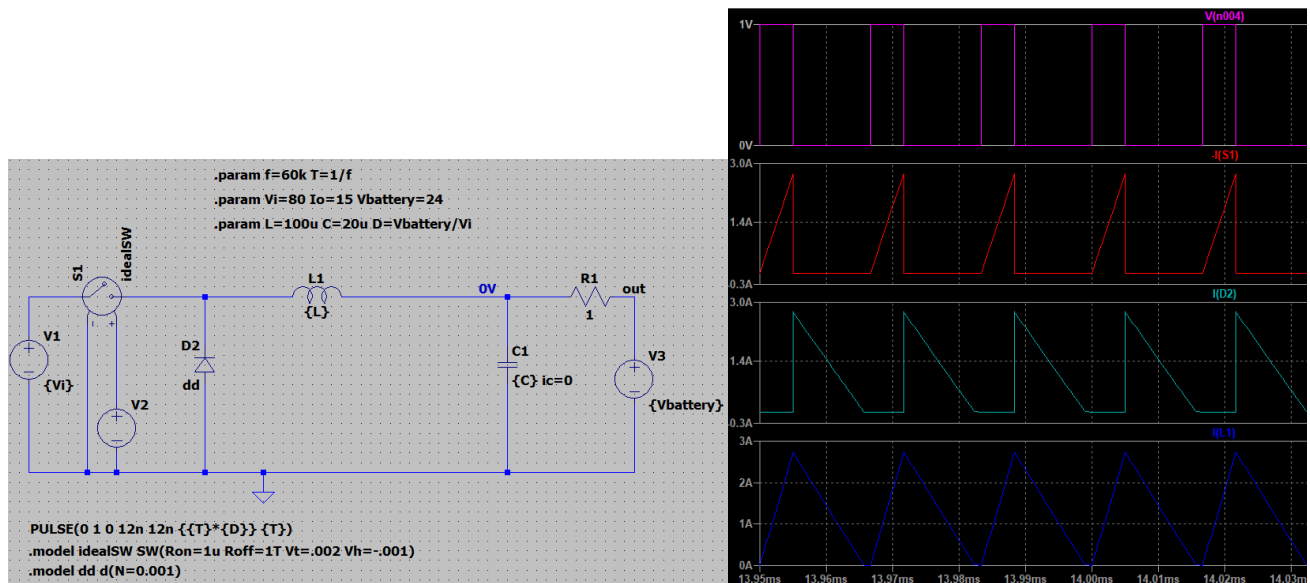 .param f=60k T=1/f
.param Vi=80 Io=15 Vbattery=24
.param L=100u C=20u D=Vbattery/Vi
S1
idealSW
L1
{L}
0V
R1
1
out
V1
{Vi}
D2
dd
V2
C1
{C} ic=0
V3
{Vbattery}
PULSE(0 1 0 12n 12n {{T}*{D}} {T})
.model idealSW SW(Ron=1u Roff=1T Vt=.002 Vh=-.001)
.model dd d(N=0.001)
V(n004)
1V
0V
-I(S1)
3.0A
1.4A
-0.3A
I(D2)
3.0A
1.4A
-0.3A
I(L1)
3A
2A
1A
0A
13.95ms 13.96ms 13.97ms 13.98ms 13.99ms 14.00ms 14.01ms 14.02ms 14.03ms